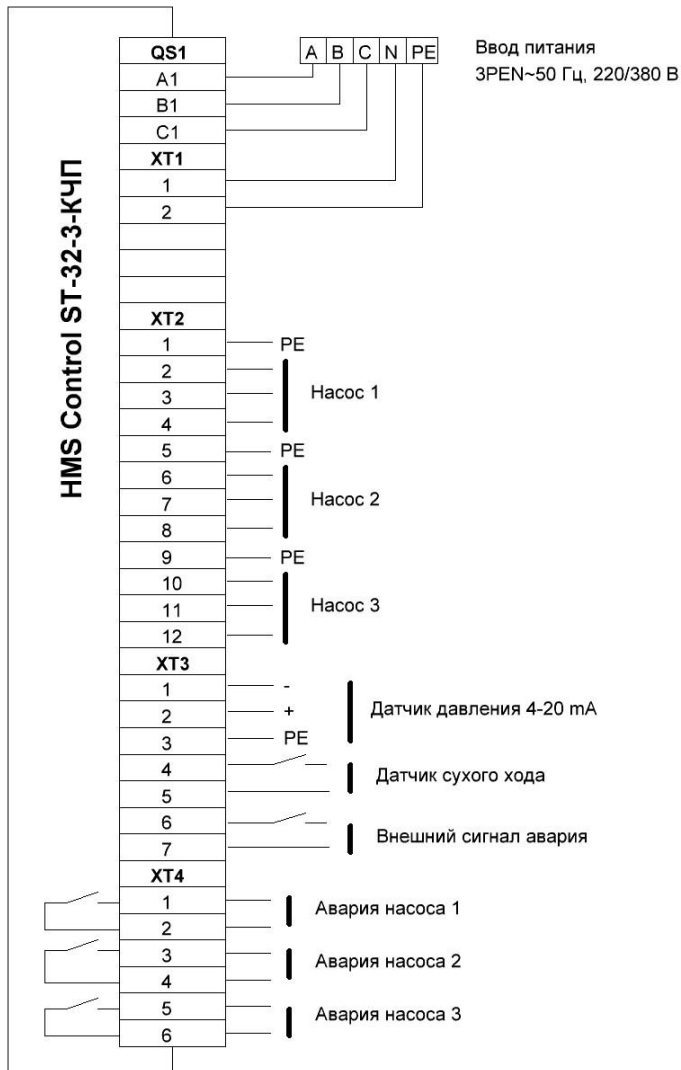 HMS Control ST-32-3-КЧП
QS1
A B C N PE
Ввод питания
3PEN~50 Гц, 220/380 В
A1
B1
C1
XT1
1
2
XT2
1 PE
2
3 Насос 1
4
5 PE
6
7 Насос 2
8
9 PE
10
11 Насос 3
12
XT3
1 -
2 + Датчик давления 4-20 mA
3 PE
4 Датчик сухого хода
5
6 Внешний сигнал авария
7
XT4
1 Авария насоса 1
2
3 Авария насоса 2
4
5 Авария насоса 3
6